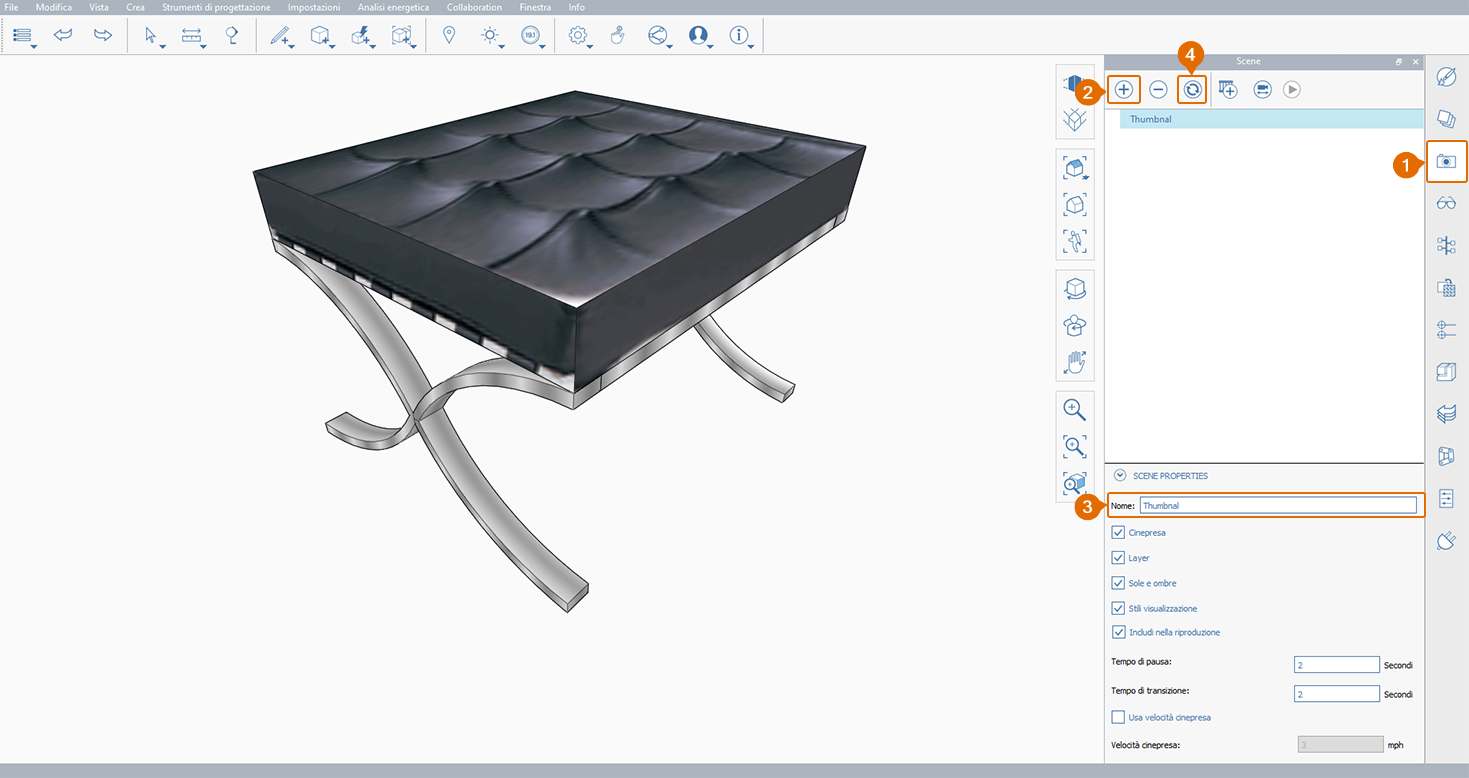 File Modifica Vista Crea Strumenti di progettazione Impostazioni Analisi energetica Collaboration Finestra Info
19.1
Scene
4
2
1
Thumbnal
SCENE PROPERTIES
3
Nome: Thumbnal
Cinepresa
Layer
Sole e ombre
Stili visualizzazione
Includi nella riproduzione
Tempo di pausa: 2 Secondi
Tempo di transizione: 2 Secondi
Usa velocità cinepresa
Velocità cinepresa: 3 mph